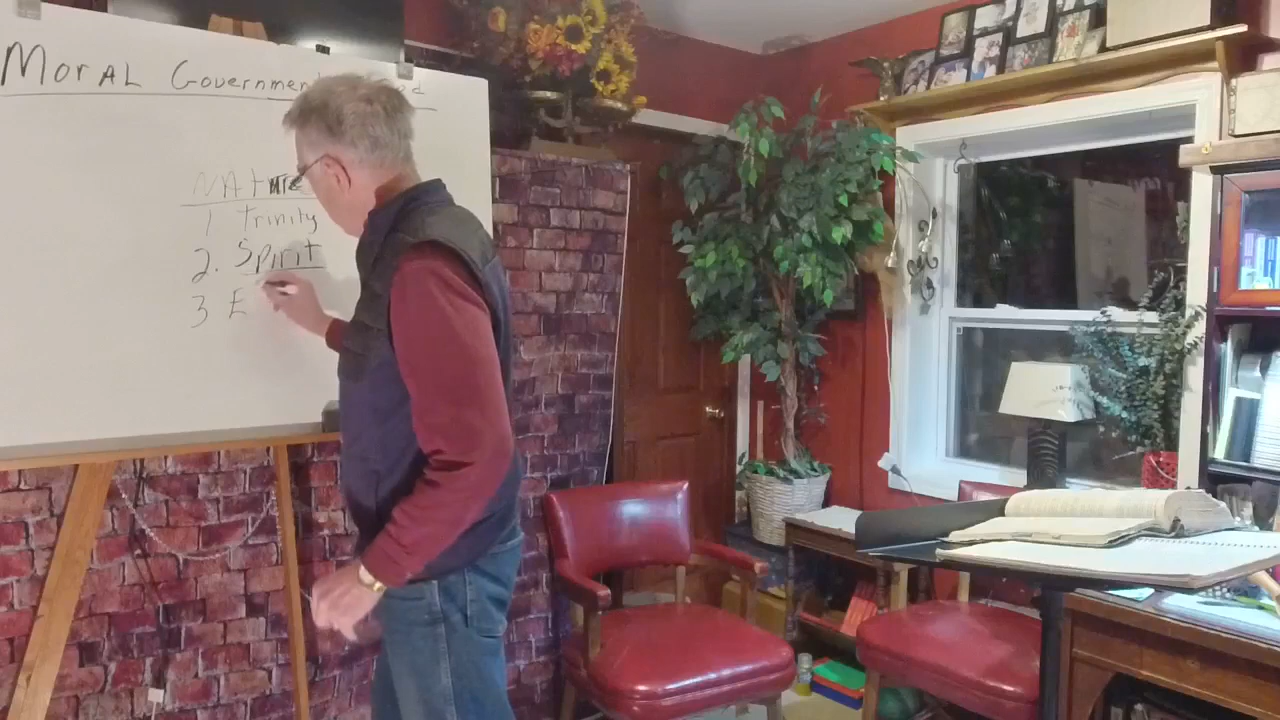 Moral Governmen
Nature
1 Trinity
2. Spirit
3 E